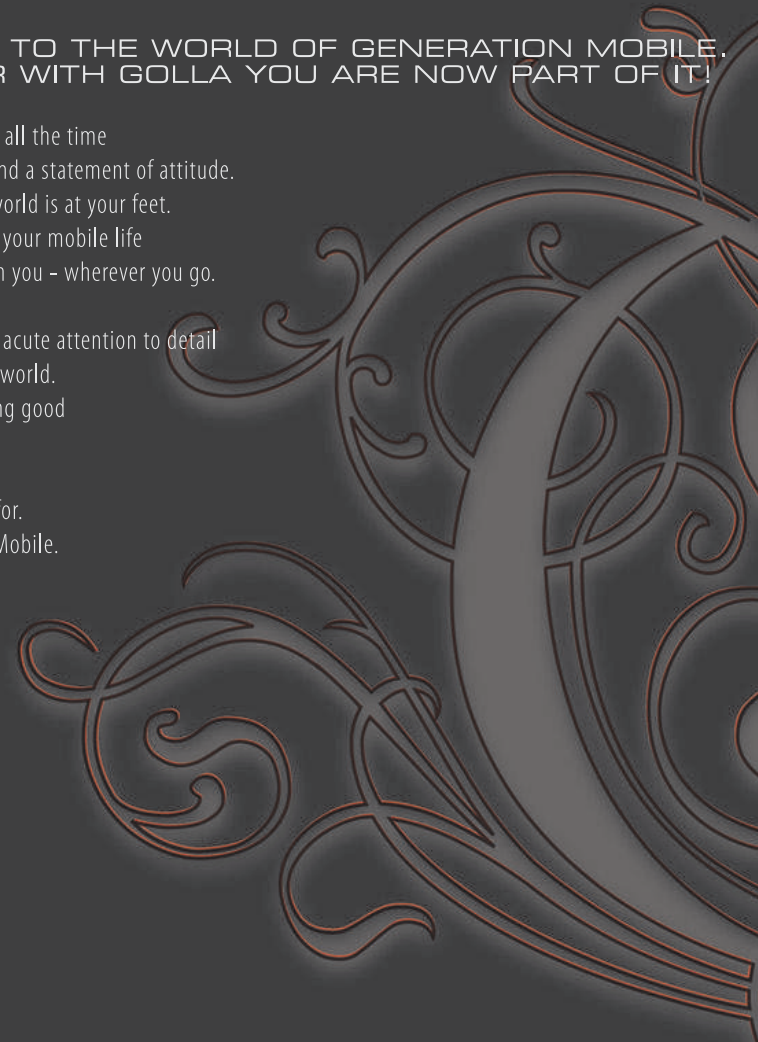 TO THE WORLD OF GENERATION MOBILE.
R WITH GOLLA YOU ARE NOW PART OF IT!
all the time
nd a statement of attitude.
world is at your feet.
your mobile life
h you - wherever you go.
acute attention to detail
world.
ng good
for.
Mobile.